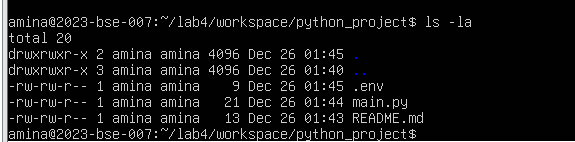 amina@2023-bse-007:~/lab4/workspace/python_project$ ls -la
total 20
drwxrwxr-x 2 amina amina 4096 Dec 26 01:45 .
drwxrwxr-x 3 amina amina 4096 Dec 26 01:40 ..
-rw-rw-r-- 1 amina amina    9 Dec 26 01:45 .env
-rw-rw-r-- 1 amina amina   21 Dec 26 01:44 main.py
-rw-rw-r-- 1 amina amina   13 Dec 26 01:43 README.md
amina@2023-bse-007:~/lab4/workspace/python_project$